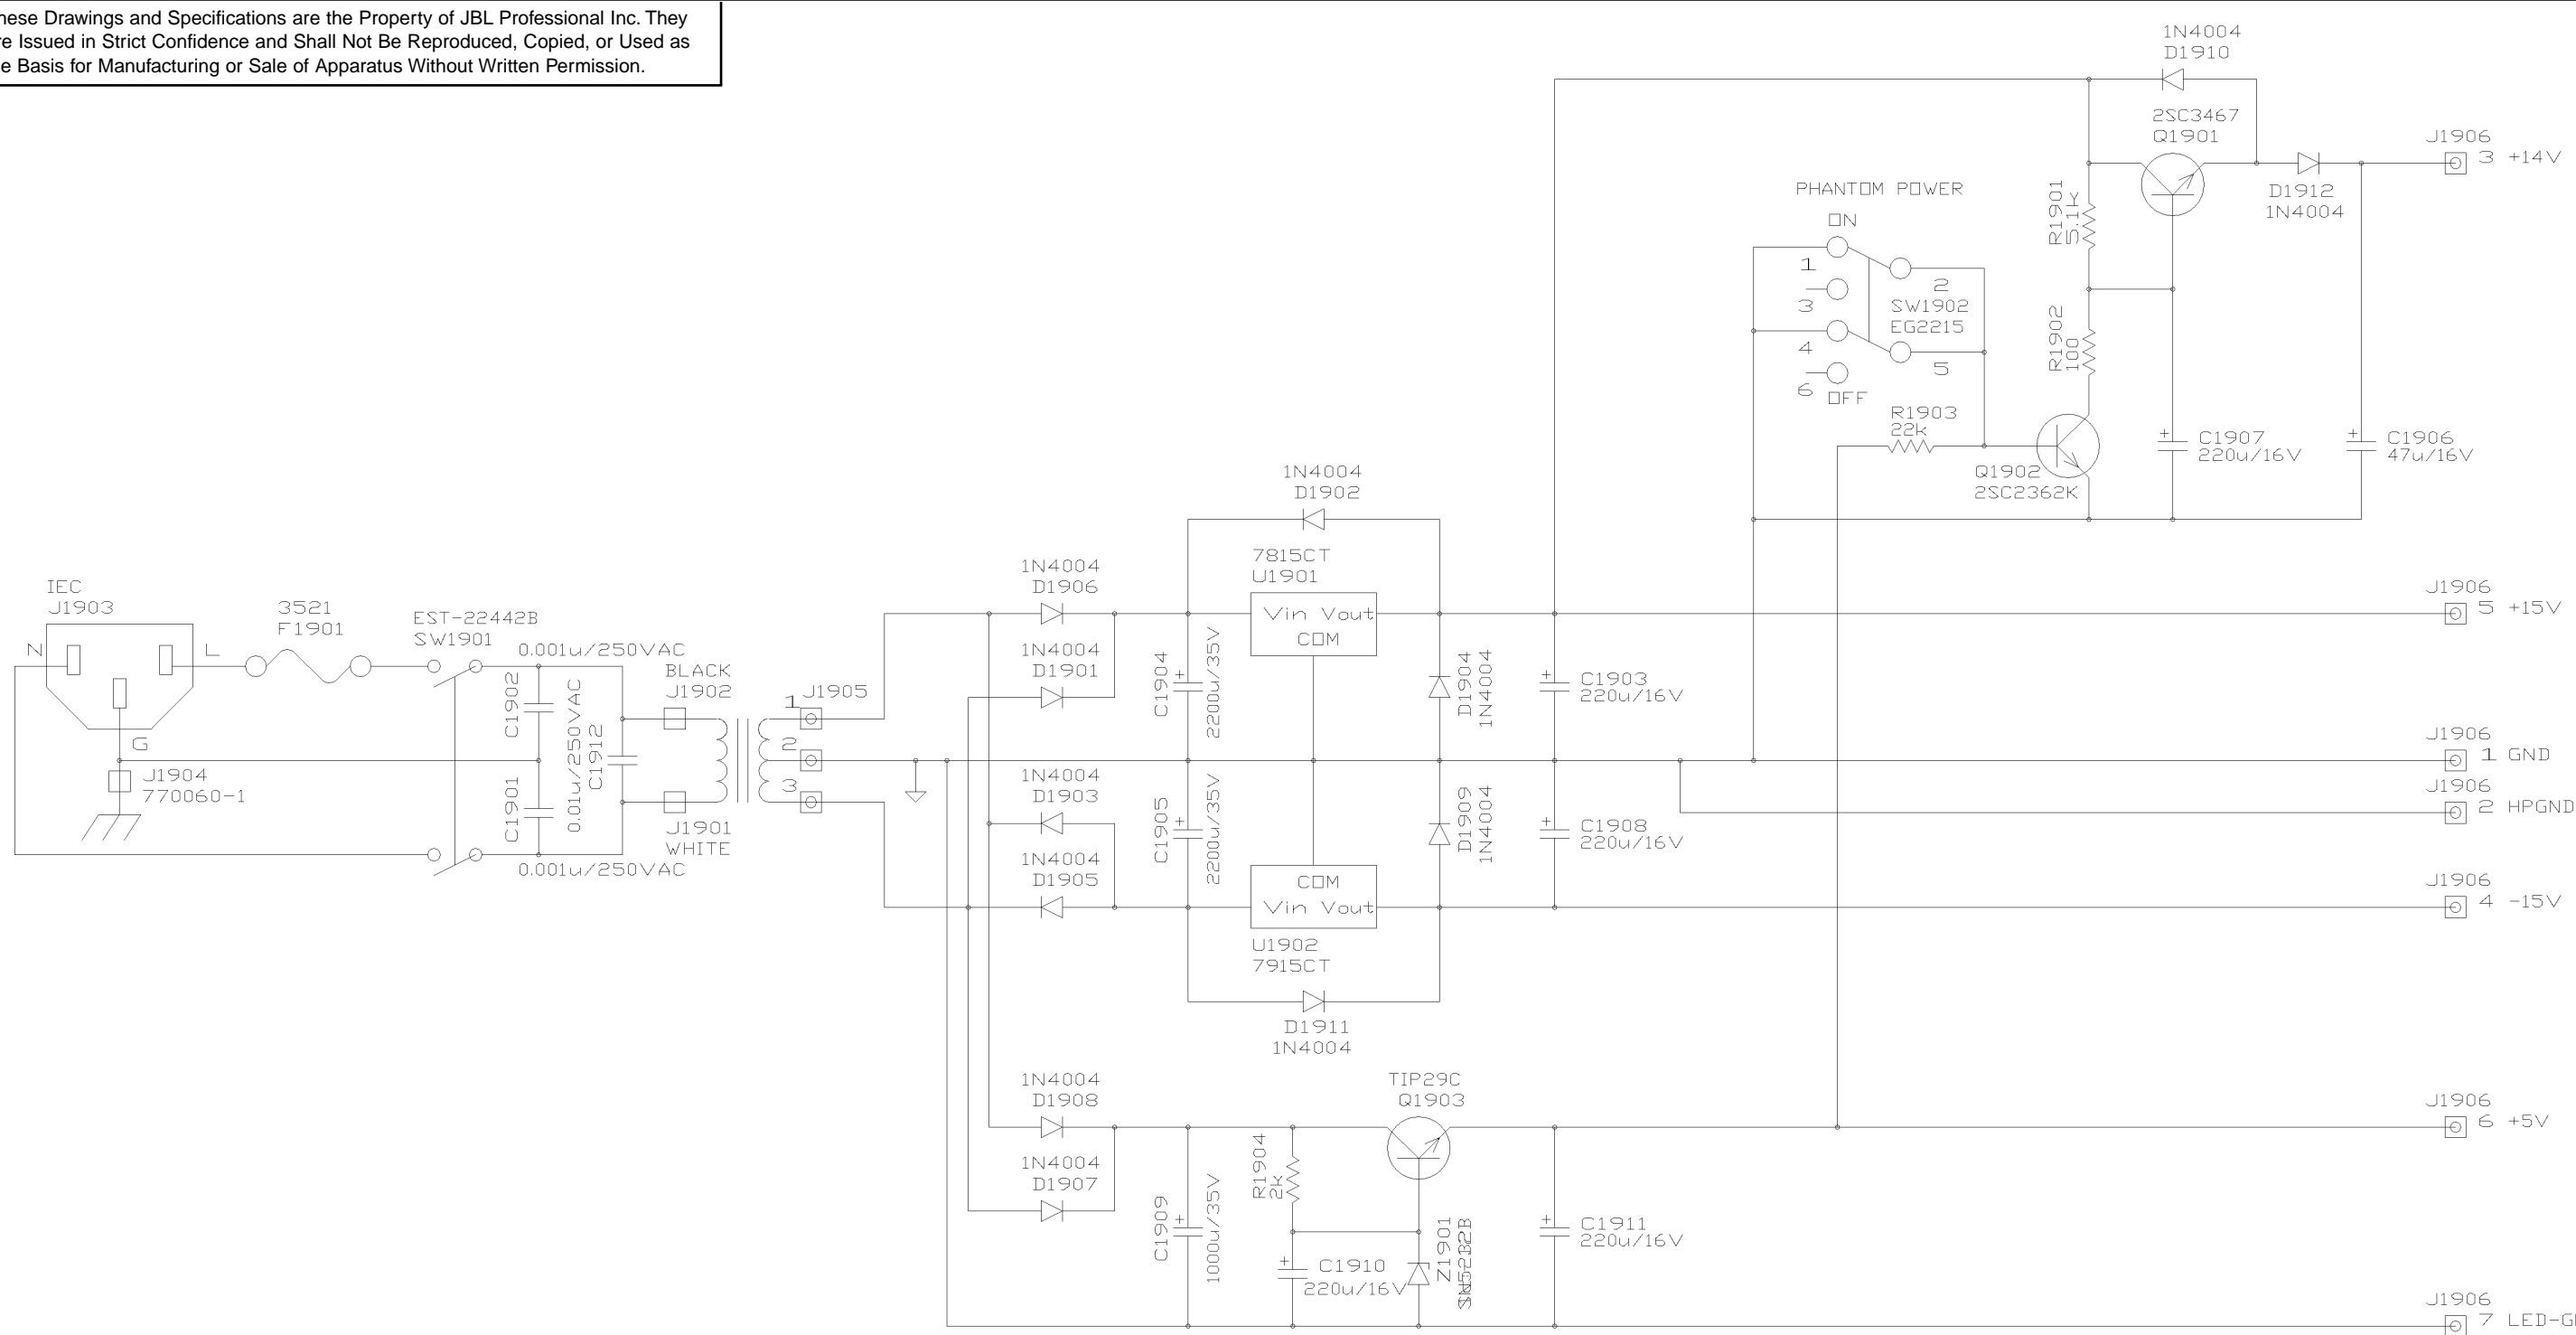 hese Drawings and Specifications are the Property of JBL Professional Inc. They
re Issued in Strict Confidence and Shall Not Be Reproduced, Copied, or Used as
e Basis for Manufacturing or Sale of Apparatus Without Written Permission.
1N4004
D1910
2SC3467
Q1901
J1906
3 +14V
D1912
1N4004
PHANTOM POWER
ON
1
2
3
SW1902
EG2215
4
5
6
OFF
R1901
5.1K
R1902
100
R1903
22k
Q1902
2SC2362K
+ C1907
220u/16V
+ C1906
47u/16V
1N4004
D1902
7815CT
U1901
Vin Vout
COM
1N4004
D1906
1N4004
D1901
IEC
J1903
N
L
G
3521
F1901
EST-22442B
SW1901
0.001u/250VAC
C1902
BLACK
J1902
1 J1905
2
3
J1904
770060-1
C1901
0.01u/250VAC
C1912
J1901
WHITE
0.001u/250VAC
C1904
+
2200u/35V
D1904
1N4004
+ C1903
220u/16V
J1906
5 +15V
J1906
1 GND
J1906
2 HPGND
1N4004
D1903
1N4004
D1905
C1905
+
2200u/35V
D1909
1N4004
+ C1908
220u/16V
COM
Vin Vout
U1902
7915CT
J1906
4 -15V
D1911
1N4004
1N4004
D1908
1N4004
D1907
TIP29C
Q1903
J1906
6 +5V
R1904
2K
C1909
+
1000u/35V
+ C1910
220u/16V
Z1901
+ C1911
220u/16V
J1906
7 LED-G